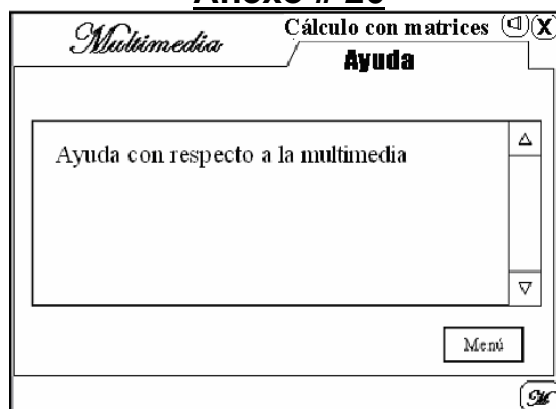 Anexo # 20
Multimedia
Cálculo con matrices
X
Ayuda
Ayuda con respecto a la multimedia
Menú
M